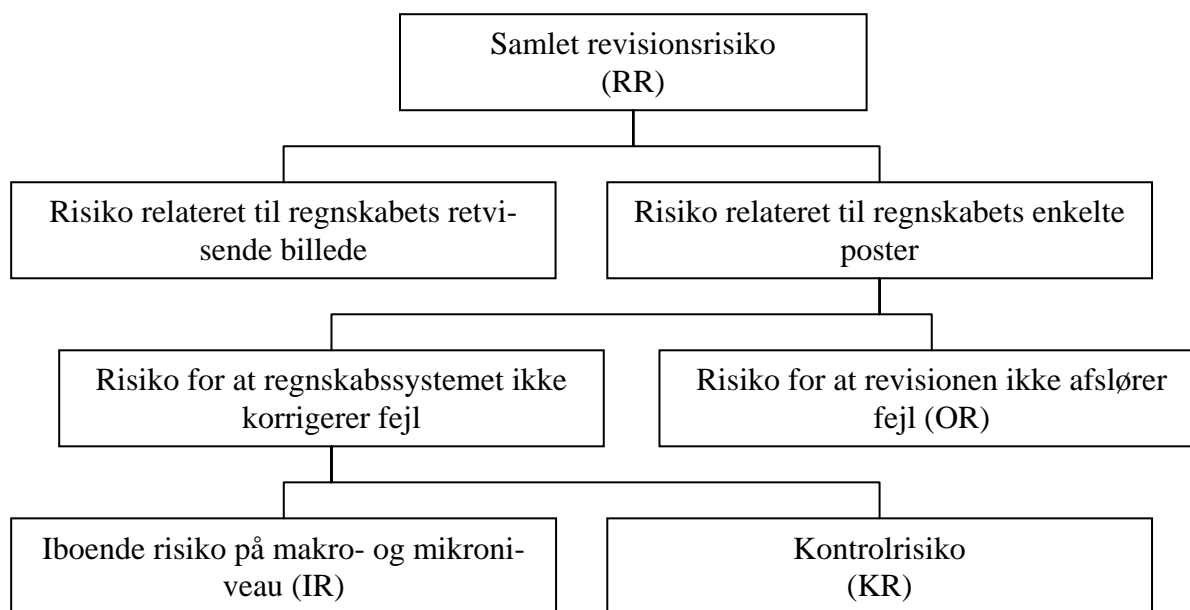 Samlet revisionsrisiko
(RR)
Risiko relateret til regnskabets retvi-
sende billede
Risiko relateret til regnskabets enkelte
poster
Risiko for at regnskabssystemet ikke
korrigerer fejl
Risiko for at revisionen ikke afslører
fejl (OR)
Iboende risiko på makro- og mikroni-
veau (IR)
Kontrolrisiko
(KR)